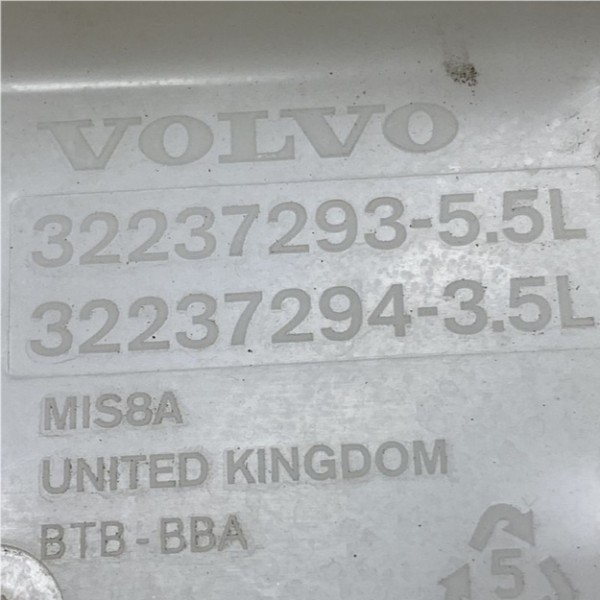 VOLVO
32237293-5.5L
32237294-3.5L
MIS8A
UNITED KINGDOM
BTB-BBA
5